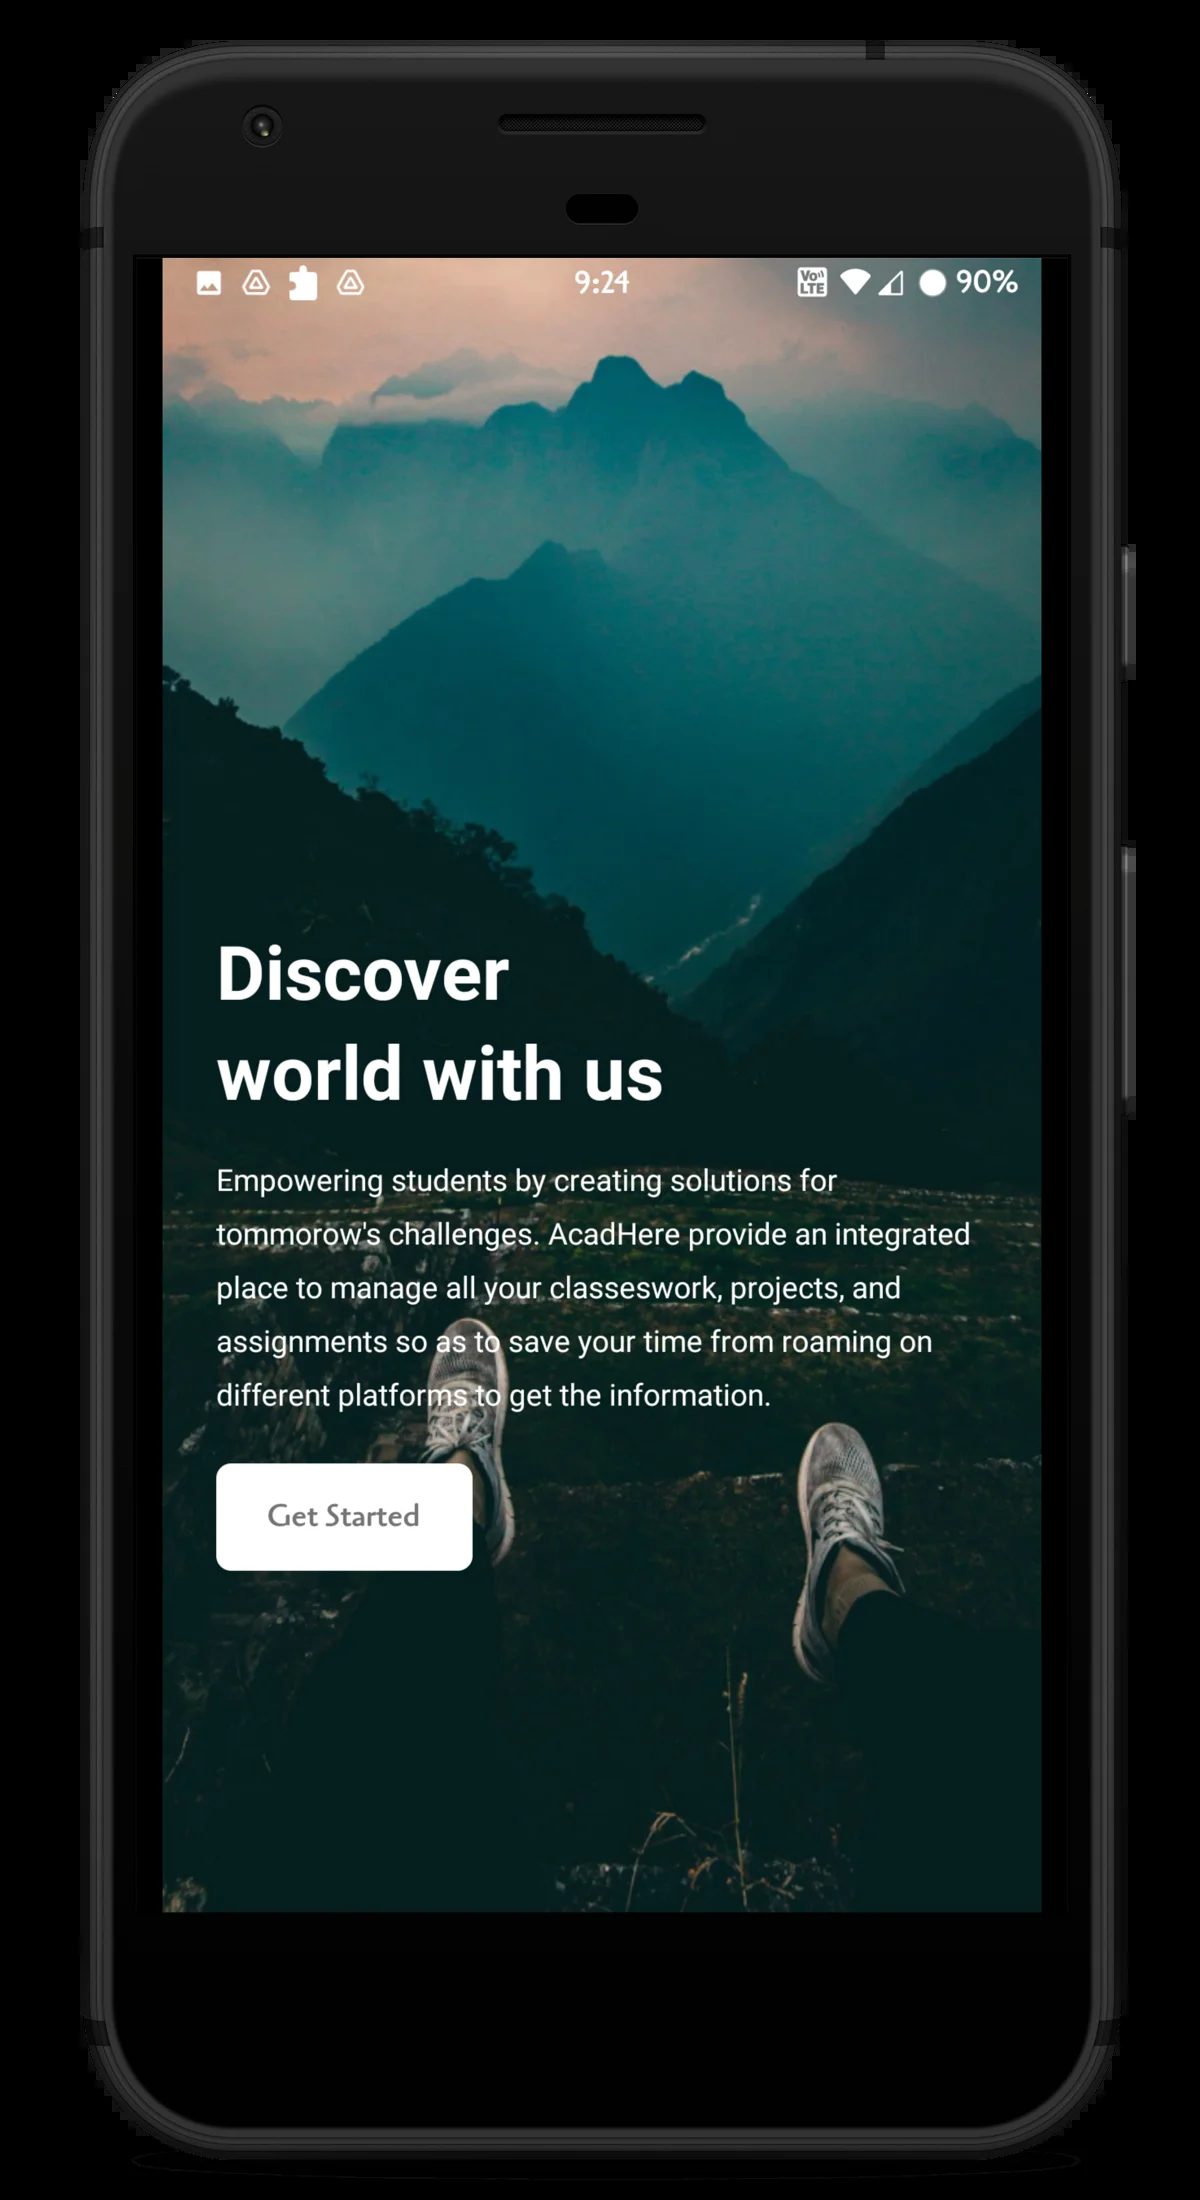 9:24 VoLTE 90%
Discover
world with us
Empowering students by creating solutions for
tommorow's challenges. AcadHere provide an integrated
place to manage all your classeswork, projects, and
assignments so as to save your time from roaming on
different platforms to get the information.
Get Started